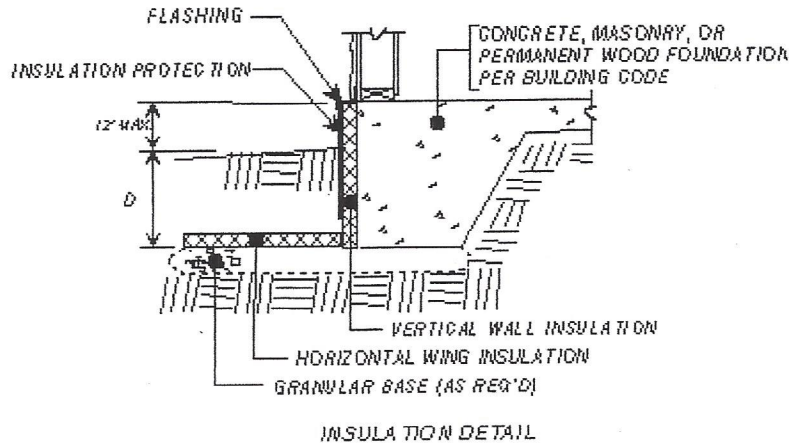 FLASHING
INSULATION PROTECTION
12" MAX.
D
CONCRETE, MASONRY, OR
PERMANENT WOOD FOUNDATION
PER BUILDING CODE
VERTICAL WALL INSULATION
HORIZONTAL WING INSULATION
GRANULAR BASE (AS REQ'D)
INSULATION DETAIL